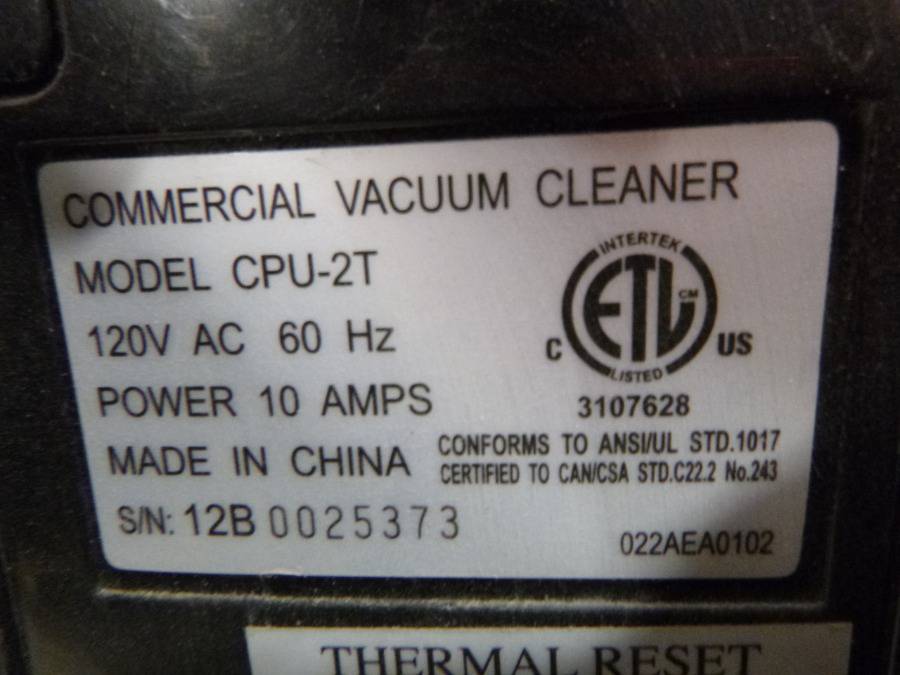 COMMERCIAL VACUUM CLEANER
MODEL CPU-2T
120V AC 60 Hz
POWER 10 AMPS
MADE IN CHINA
S/N: 12B 0025373
INTERTEK
ETL CM
C US
LISTED
3107628
CONFORMS TO ANSI/UL STD.1017
CERTIFIED TO CAN/CSA STD.C22.2 No.243
022AEA0102
THERMAL RESET